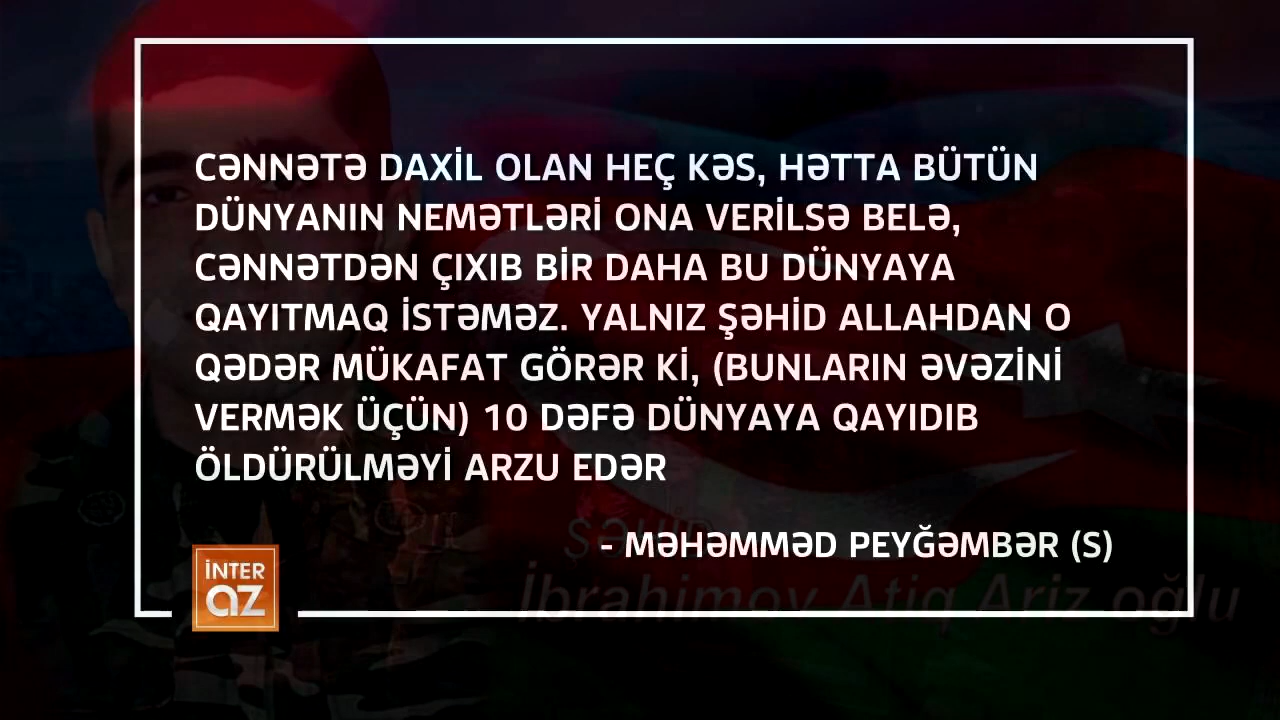 CƏNNƏTƏ DAXİL OLAN HEÇ KƏS, HƏTTA BÜTÜN
DÜNYANIN NEMƏTLƏRİ ONA VERİLSƏ BELƏ,
CƏNNƏTDƏN ÇIXIB BİR DAHA BU DÜNYAYA
QAYITMAQ İSTƏMƏZ. YALNIZ ŞƏHİD ALLAHDAN O
QƏDƏR MÜKAFAT GÖRƏR Kİ, (BUNLARIN ƏVƏZİNİ
VERMƏK ÜÇÜN) 10 DƏFƏ DÜNYAYA QAYIDIB
ÖLDÜRÜLMƏYİ ARZU EDƏR
ŞƏHİD
- MƏHƏMMƏD PEYĞƏMBƏR (S)
İbrahimov Atiq Ariz oğlu
İNTER
az